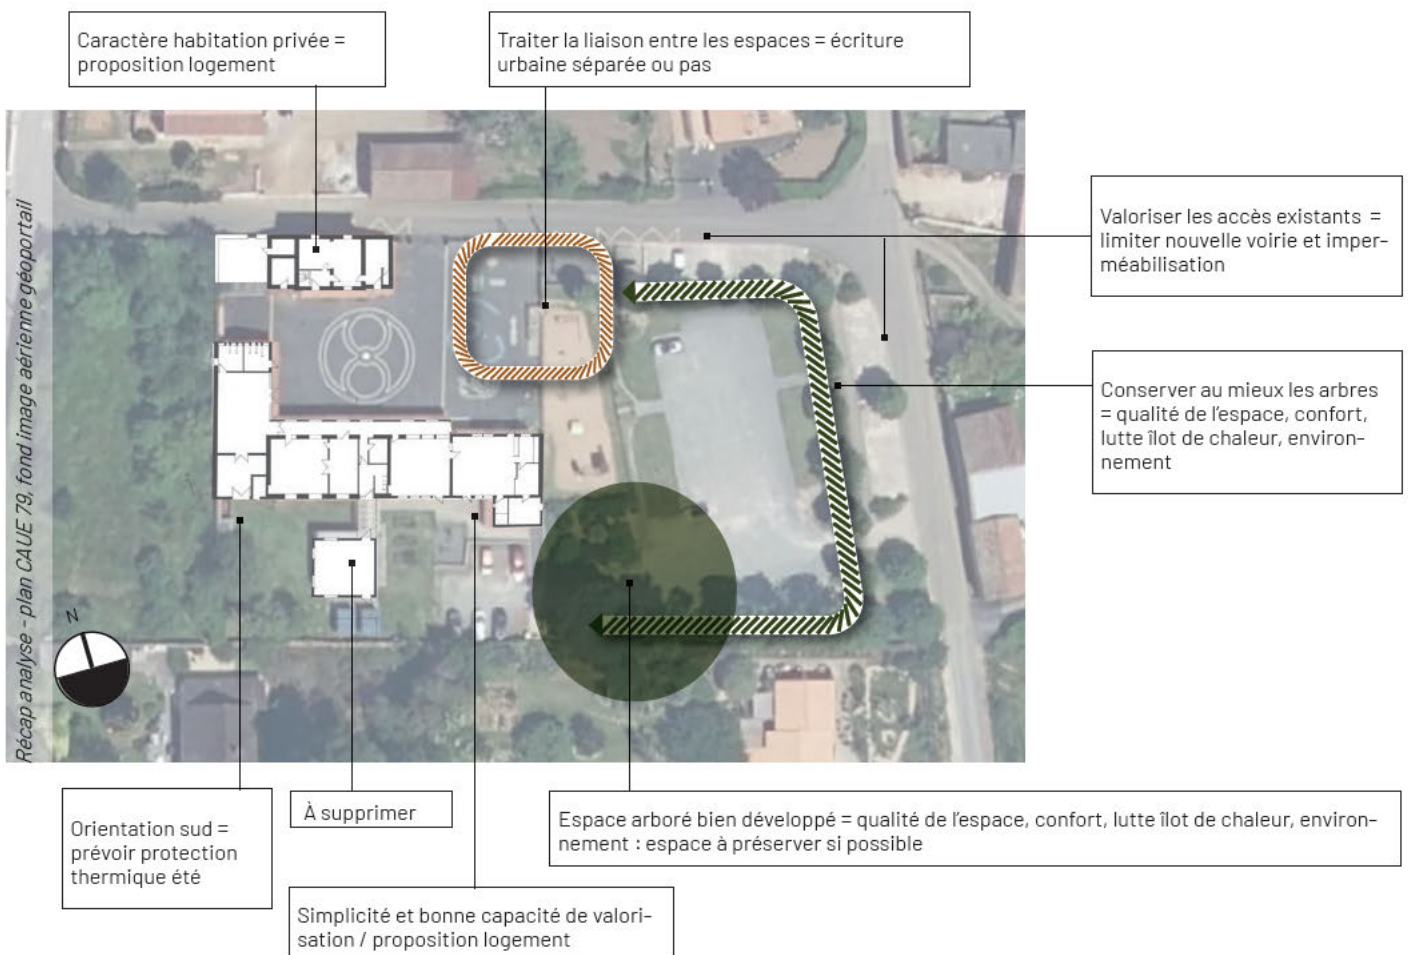 Caractère habitation privée =
proposition logement
Traiter la liaison entre les espaces = écriture
urbaine séparée ou pas
Valoriser les accès existants =
limiter nouvelle voirie et imper-
méabilisation
Conserver au mieux les arbres
= qualité de l'espace, confort,
lutte îlot de chaleur, environ-
nement
Récap analyse - plan CAUE 79, fond image aérienne géoportail
N
Orientation sud =
prévoir protection
thermique été
À supprimer
Espace arboré bien développé = qualité de l'espace, confort, lutte îlot de chaleur, environ-
nement : espace à préserver si possible
Simplicité et bonne capacité de valori-
sation / proposition logement